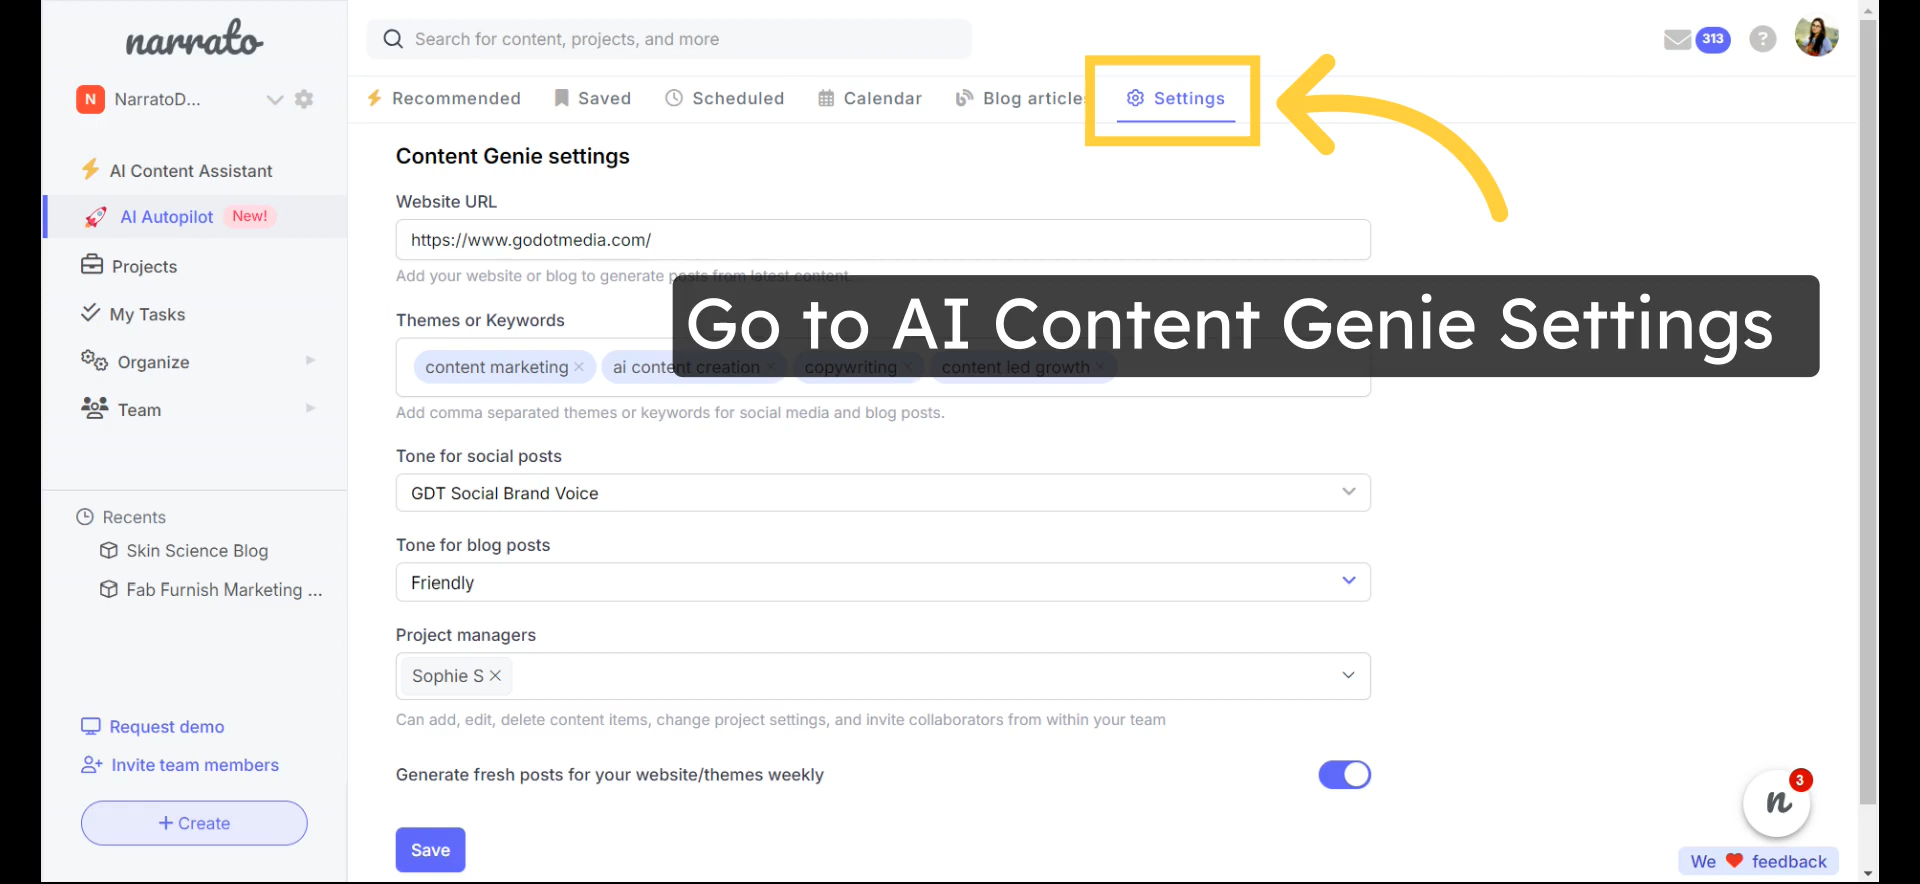 narrato
Search for content, projects, and more
313
?
N NarratoD...
Recommended
Saved
Scheduled
Calendar
Blog articles
Settings
AI Content Assistant
AI Autopilot New!
Projects
My Tasks
Organize
Team
Recents
Skin Science Blog
Fab Furnish Marketing ...
Request demo
Invite team members
+ Create
Content Genie settings
Website URL
https://www.godotmedia.com/
Add your website or blog to generate posts from latest content.
Go to AI Content Genie Settings
Themes or Keywords
content marketing × ai content creation × copywriting × content led growth ×
Add comma separated themes or keywords for social media and blog posts.
Tone for social posts
GDT Social Brand Voice
Tone for blog posts
Friendly
Project managers
Sophie S ×
Can add, edit, delete content items, change project settings, and invite collaborators from within your team
Generate fresh posts for your website/themes weekly
Save
n 3
We ❤ feedback